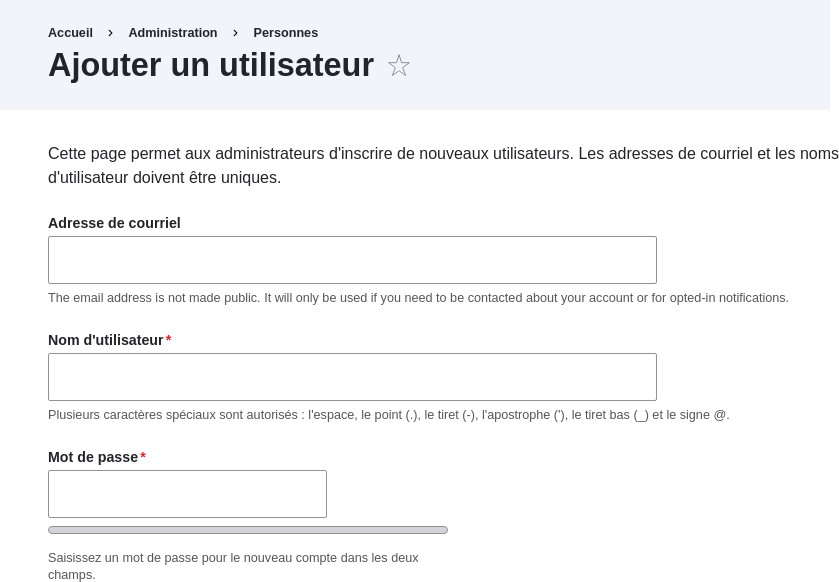 Accueil > Administration > Personnes
Ajouter un utilisateur
Cette page permet aux administrateurs d'inscrire de nouveaux utilisateurs. Les adresses de courriel et les noms
d'utilisateur doivent être uniques.
Adresse de courriel
The email address is not made public. It will only be used if you need to be contacted about your account or for opted-in notifications.
Nom d'utilisateur*
Plusieurs caractères spéciaux sont autorisés : l'espace, le point (.), le tiret (-), l'apostrophe ('), le tiret bas (_) et le signe @.
Mot de passe*
Saisissez un mot de passe pour le nouveau compte dans les deux
champs.